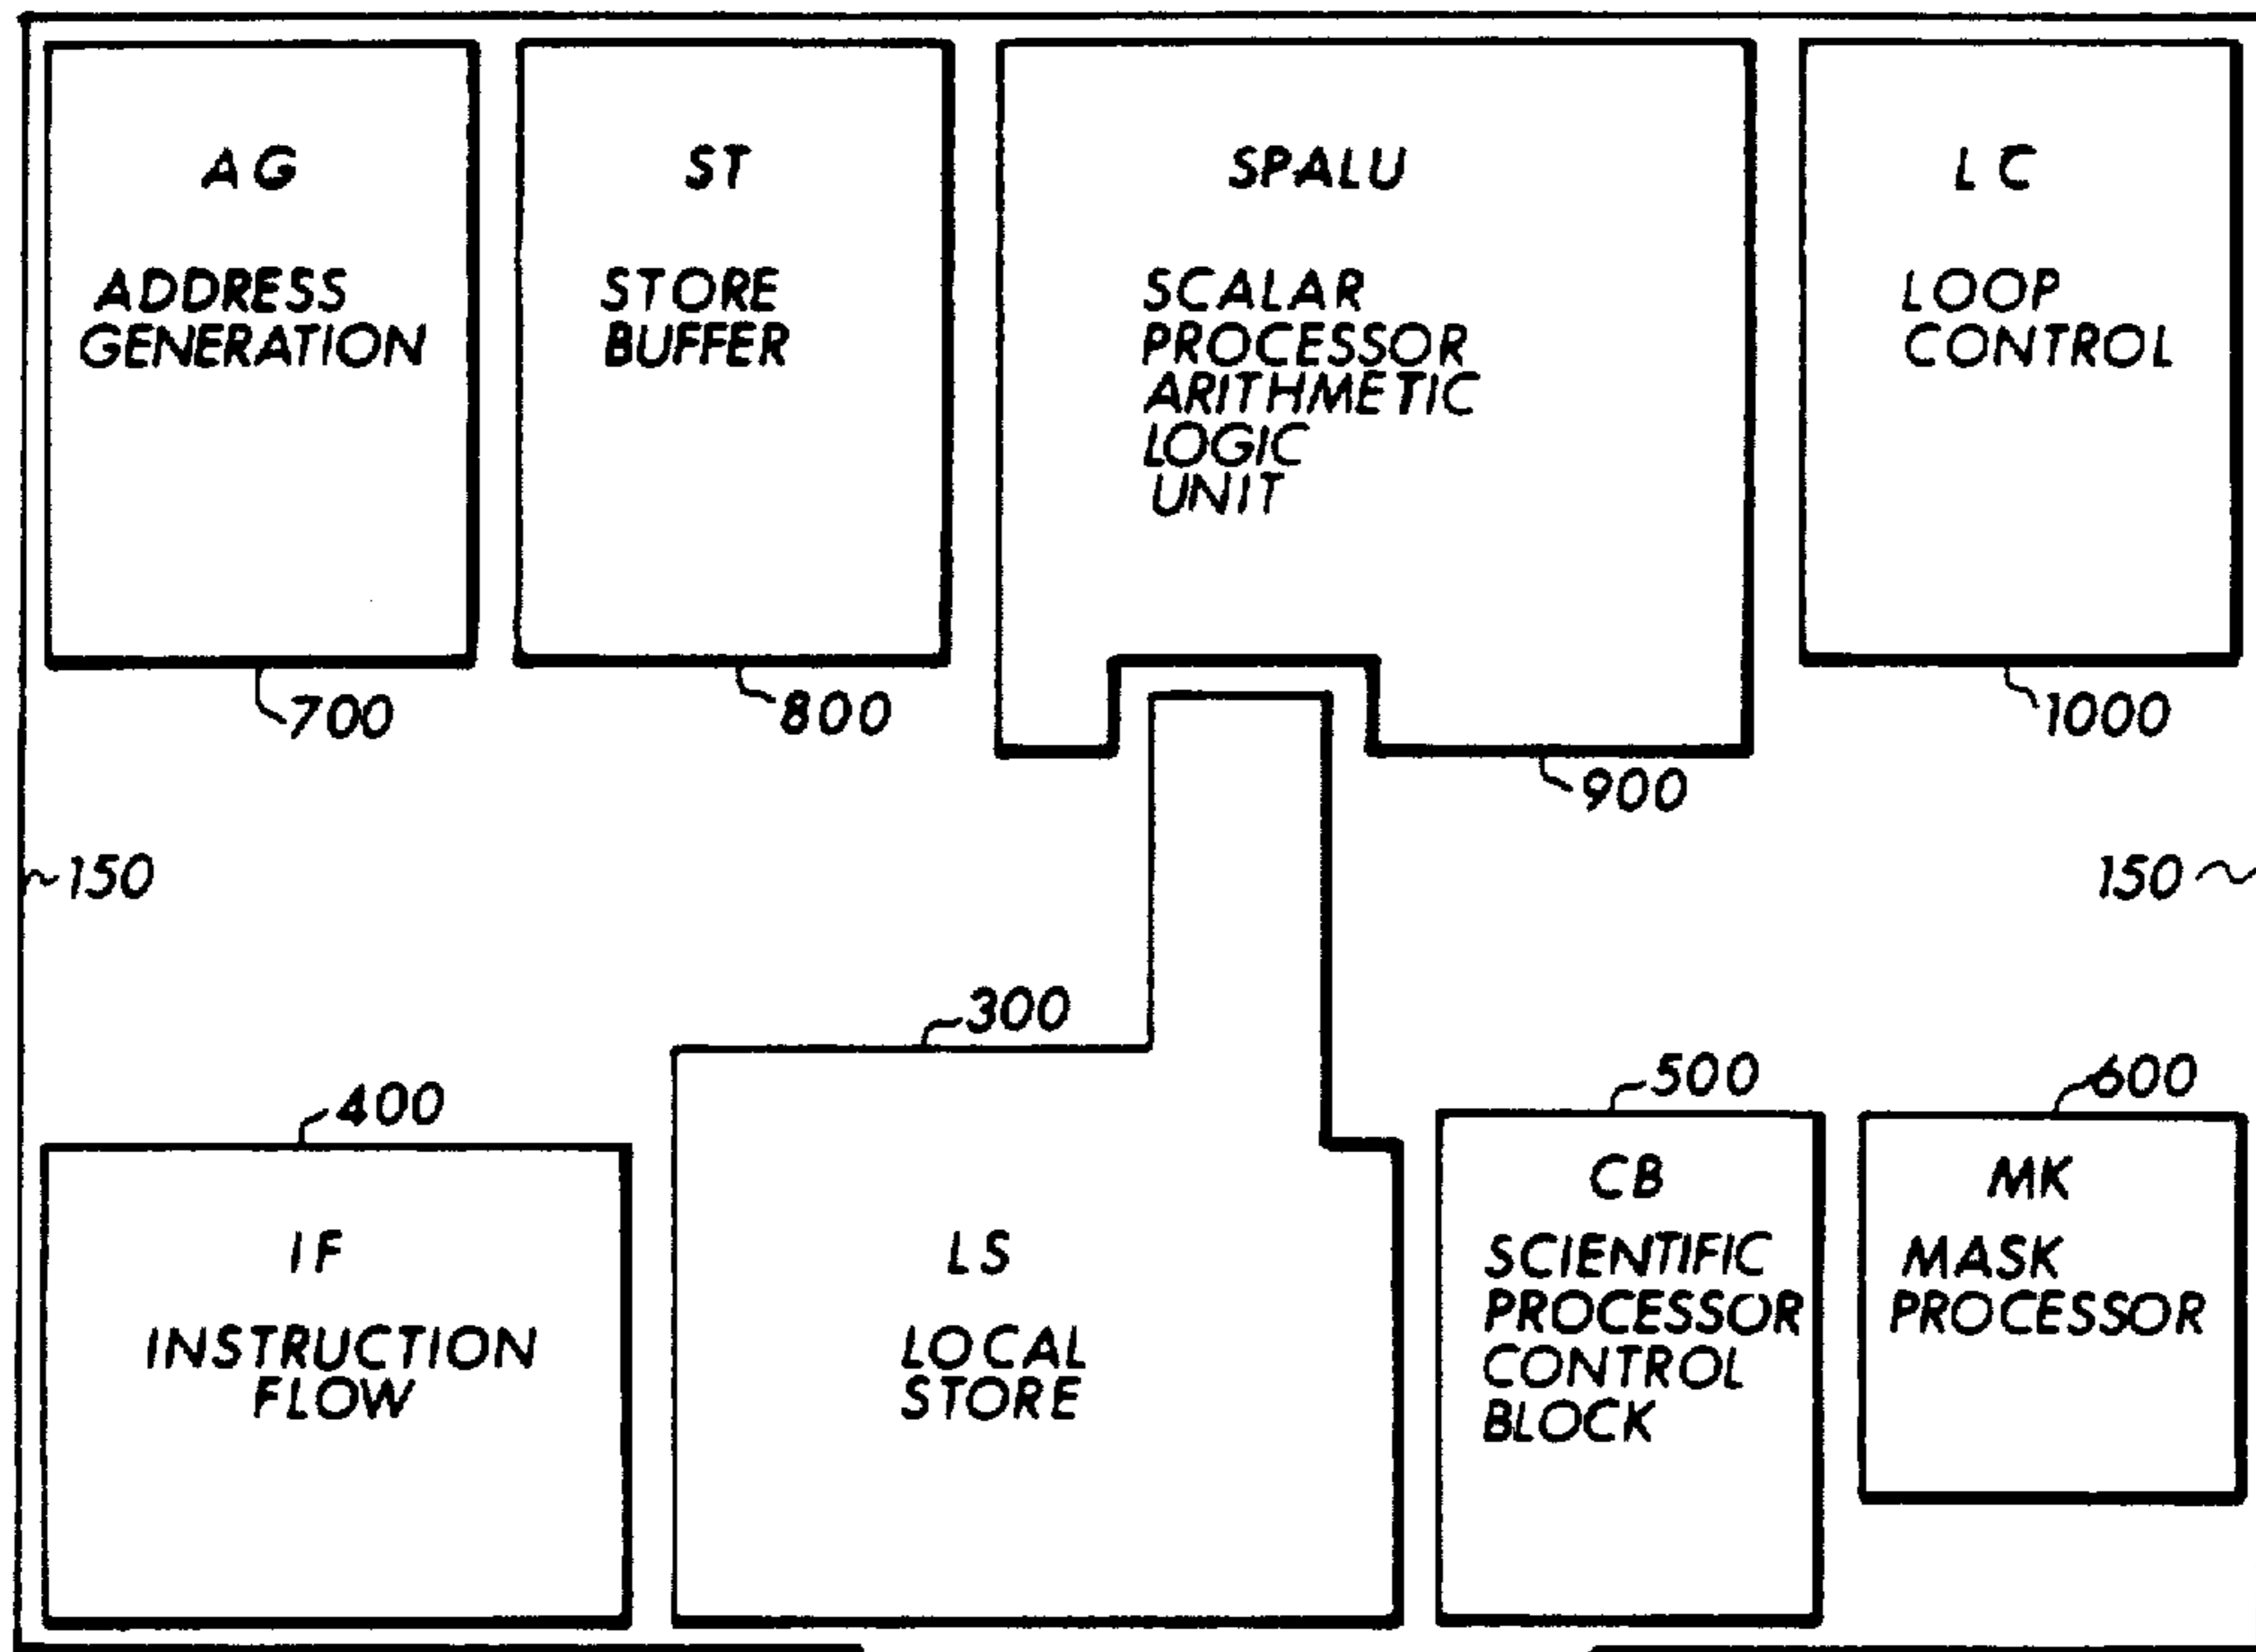 AG
ADDRESS
GENERATION
700
ST
STORE
BUFFER
800
SPALU
SCALAR
PROCESSOR
ARITHMETIC
LOGIC
UNIT
900
LC
LOOP
CONTROL
1000
150
150
400
IF
INSTRUCTION
FLOW
300
LS
LOCAL
STORE
500
CB
SCIENTIFIC
PROCESSOR
CONTROL
BLOCK
600
MK
MASK
PROCESSOR